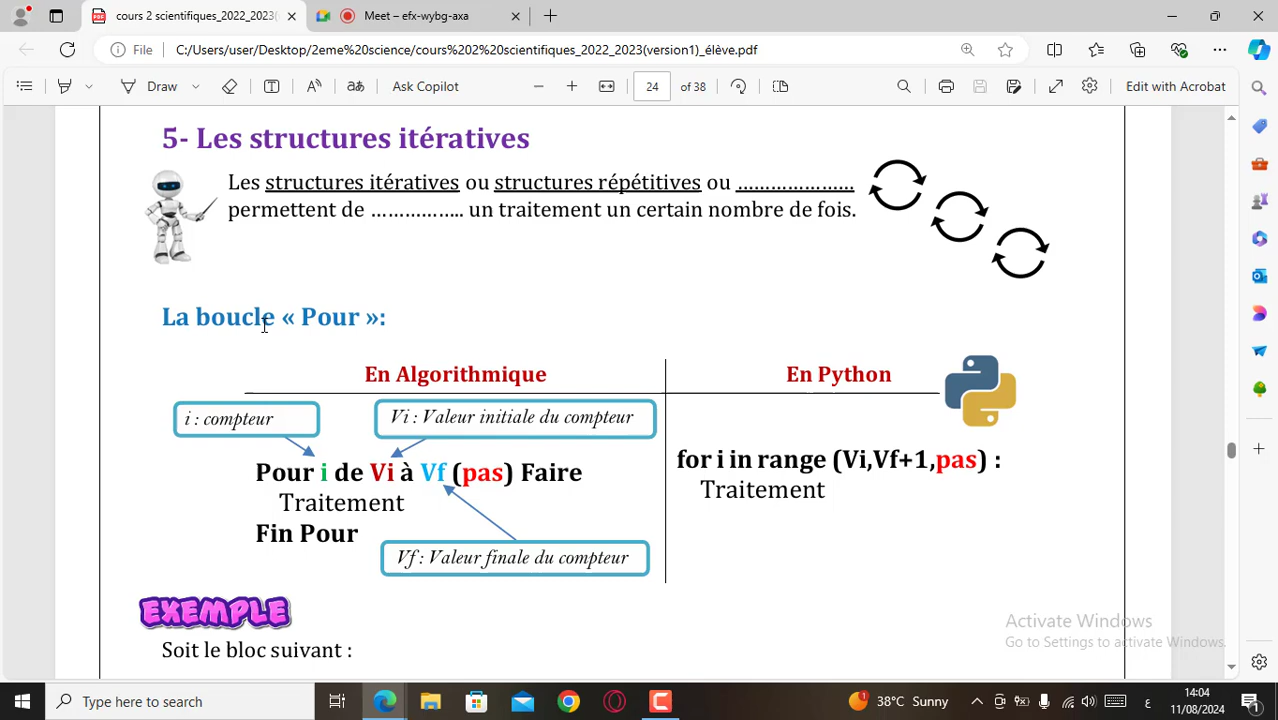 cours 2 scientifiques_2022_2023(
Meet – efx-wybg-axa
File
C:/Users/user/Desktop/2eme%20science/cours%202%20scientifiques_2022_2023(version1)_élève.pdf
Draw
Ask Copilot
24
of 38
Edit with Acrobat
5- Les structures itératives
Les structures itératives ou structures répétitives ou …………………
permettent de …………….. un traitement un certain nombre de fois.
La boucle « Pour »:
En Algorithmique
En Python
i : compteur
Vi : Valeur initiale du compteur
Pour i de Vi à Vf (pas) Faire
Traitement
Fin Pour
for i in range (Vi,Vf+1,pas) :
Traitement
Vf : Valeur finale du compteur
EXEMPLE
Soit le bloc suivant :
Activate Windows
Go to Settings to activate Windows.
Type here to search
38°C Sunny
ع
14:04
11/08/2024